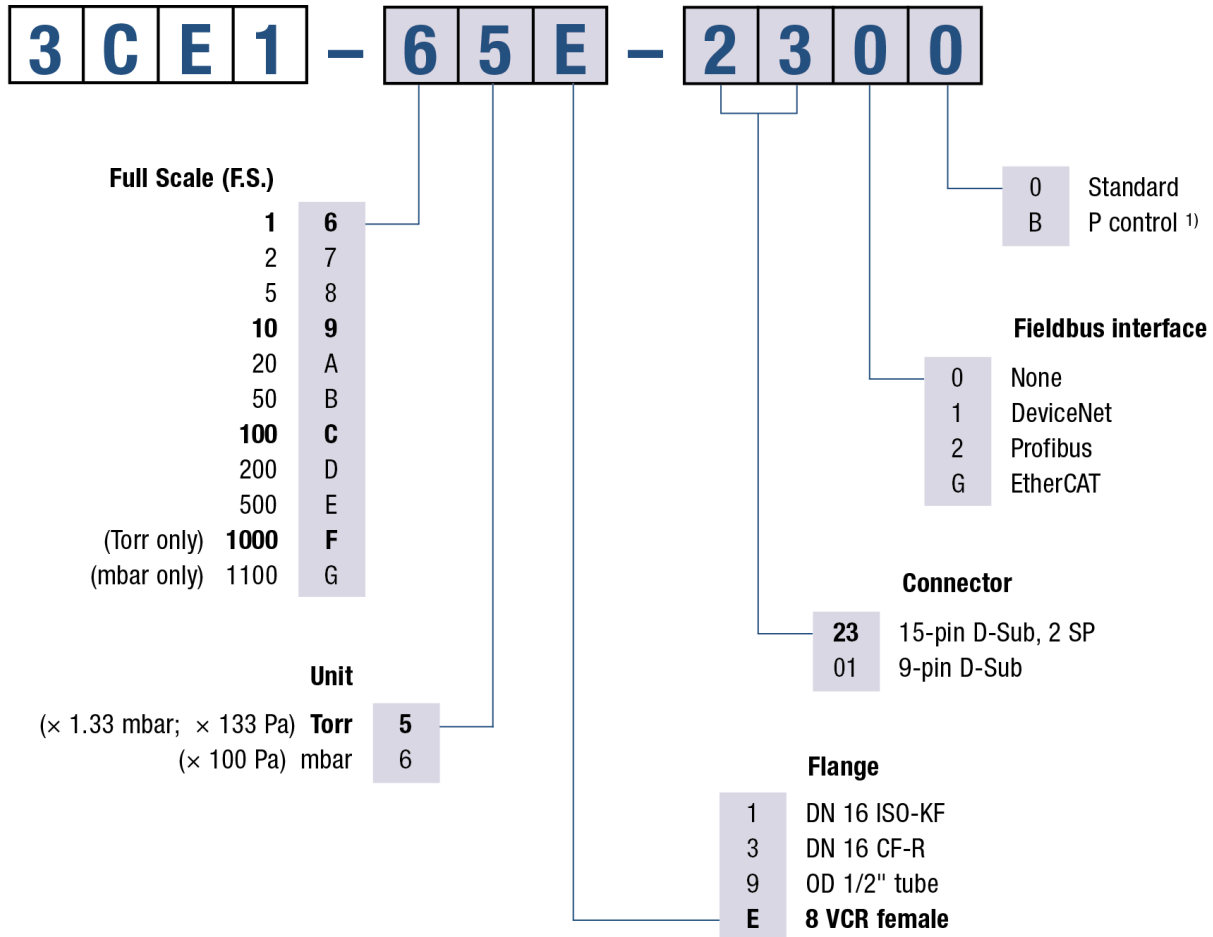 3CE1 – 65E – 2300
Full Scale (F.S.)
1 6
2 7
5 8
10 9
20 A
50 B
100 C
200 D
500 E
(Torr only) 1000 F
(mbar only) 1100 G
Unit
(× 1.33 mbar; × 133 Pa) Torr 5
(× 100 Pa) mbar 6
0 Standard
B P control 1)
Fieldbus interface
0 None
1 DeviceNet
2 Profibus
G EtherCAT
Connector
23 15-pin D-Sub, 2 SP
01 9-pin D-Sub
Flange
1 DN 16 ISO-KF
3 DN 16 CF-R
9 OD 1/2" tube
E 8 VCR female